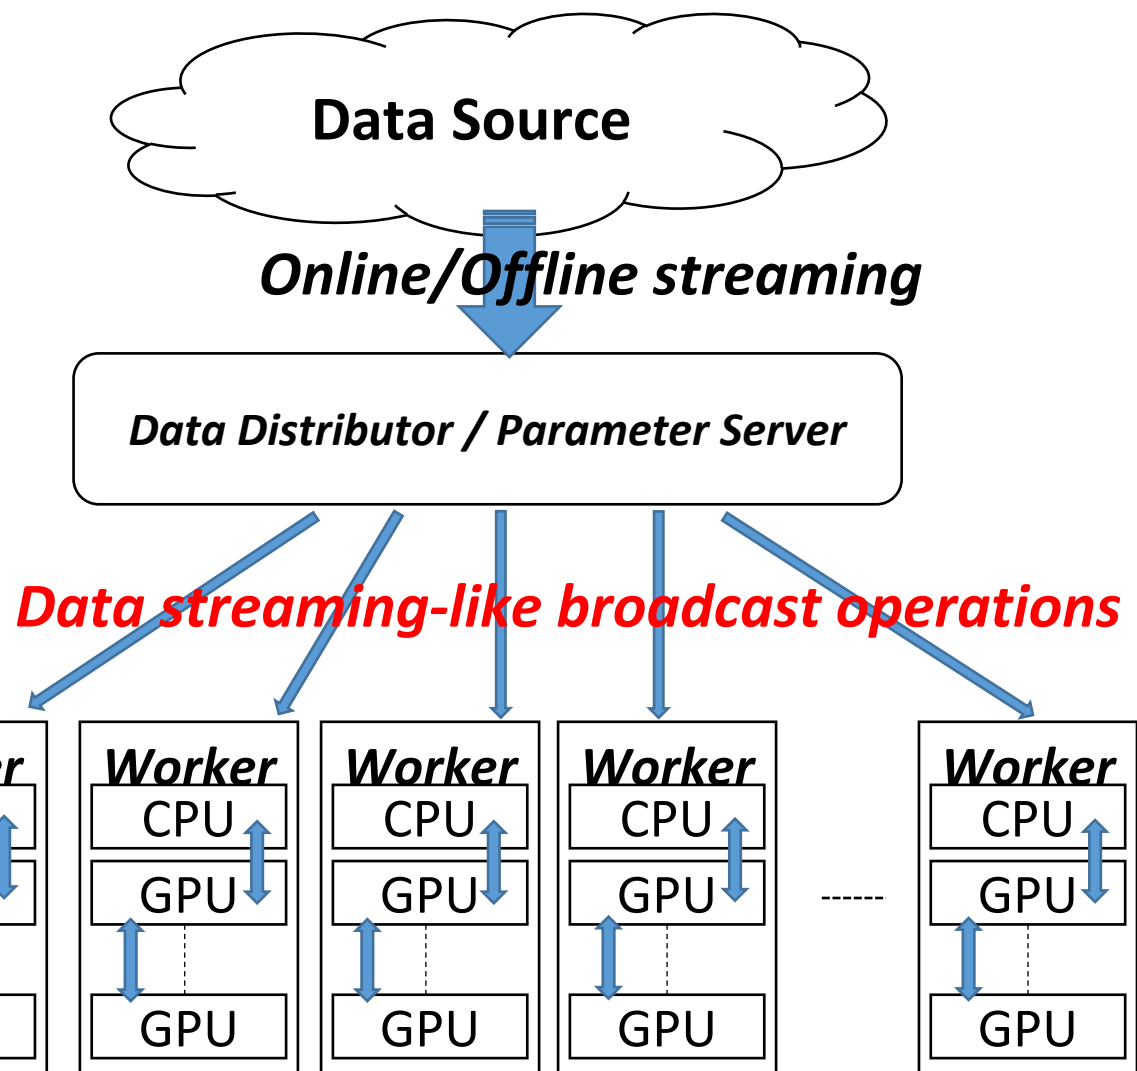 Data Source
Online/Offline streaming
Data Distributor / Parameter Server
Data streaming-like broadcast operations
Worker Worker Worker Worker
CPU CPU CPU CPU
GPU GPU GPU GPU
GPU GPU GPU GPU